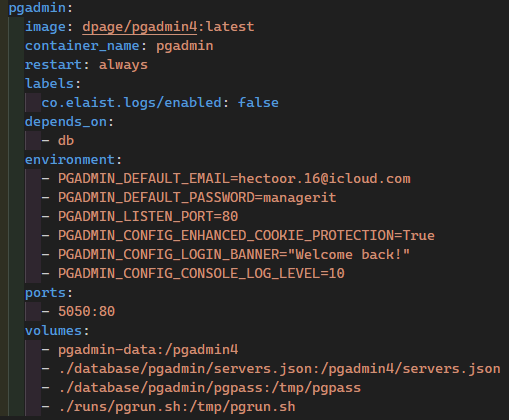 pgadmin:
image: dpage/pgadmin4:latest
container_name: pgadmin
restart: always
labels:
co.elaist.logs/enabled: false
depends_on:
- db
environment:
- PGADMIN_DEFAULT_EMAIL=hectoor.16@icloud.com
- PGADMIN_DEFAULT_PASSWORD=managerit
- PGADMIN_LISTEN_PORT=80
- PGADMIN_CONFIG_ENHANCED_COOKIE_PROTECTION=True
- PGADMIN_CONFIG_LOGIN_BANNER="Welcome back!"
- PGADMIN_CONFIG_CONSOLE_LOG_LEVEL=10
ports:
- 5050:80
volumes:
- pgadmin-data:/pgadmin4
- ./database/pgadmin/servers.json:/pgadmin4/servers.json
- ./database/pgadmin/pgpass:/tmp/pgpass
- ./runs/pgrun.sh:/tmp/pgrun.sh